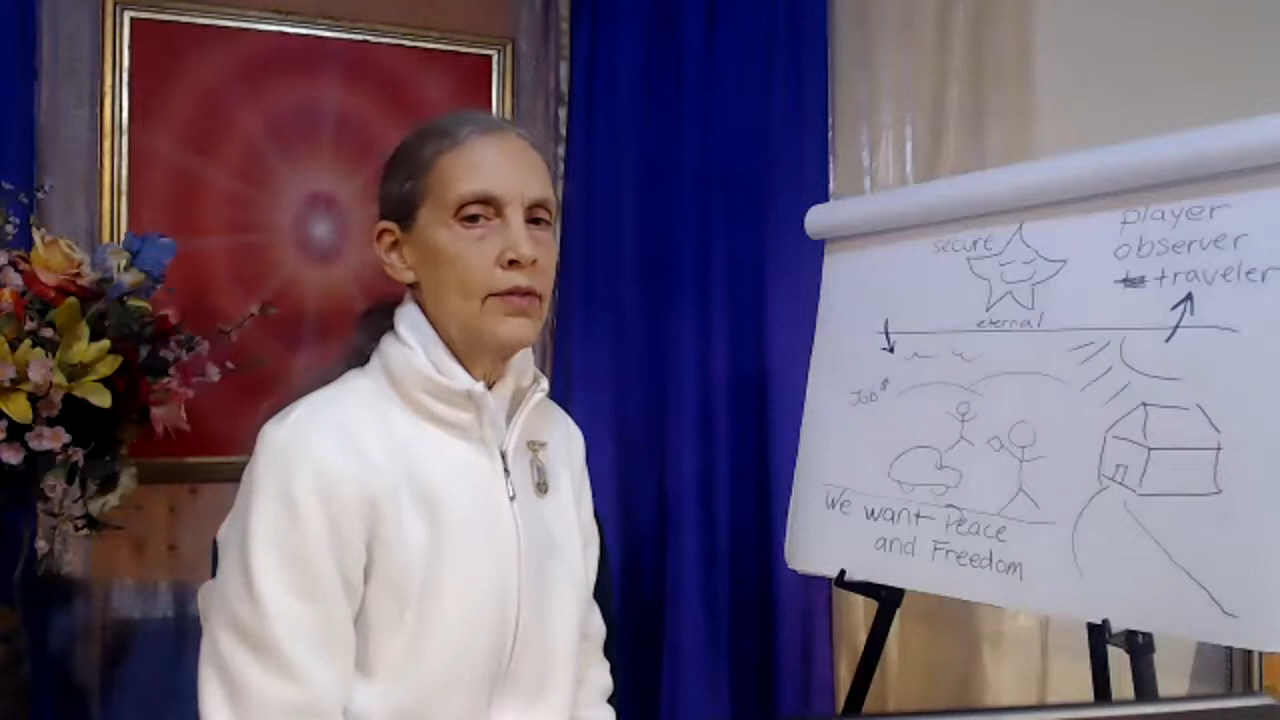 player
secure
observer
traveler
eternal
Job$
We want Peace
and Freedom